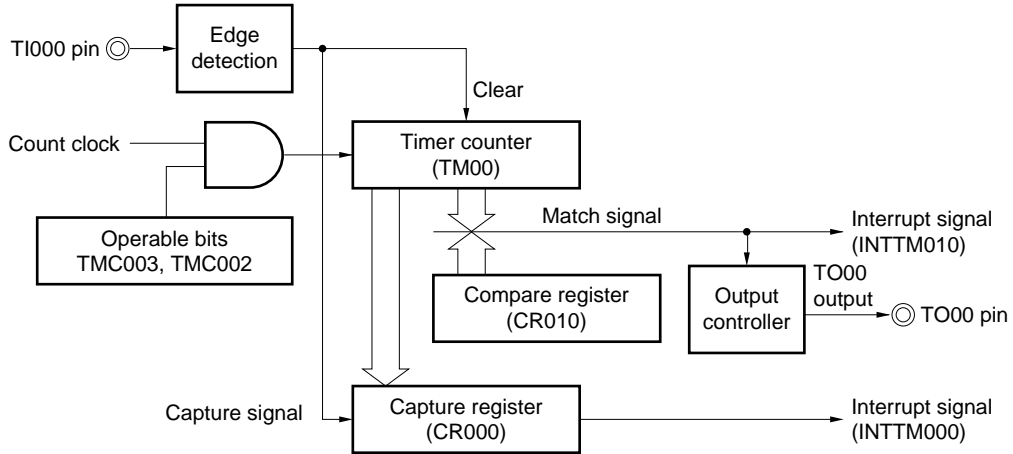 TI000 pin
Edge
detection
Clear
Count clock
Timer counter
(TM00)
Operable bits
TMC003, TMC002
Match signal
Interrupt signal
(INTTM010)
Compare register
(CR010)
Output
controller
TO00
output
TO00 pin
Capture signal
Capture register
(CR000)
Interrupt signal
(INTTM000)